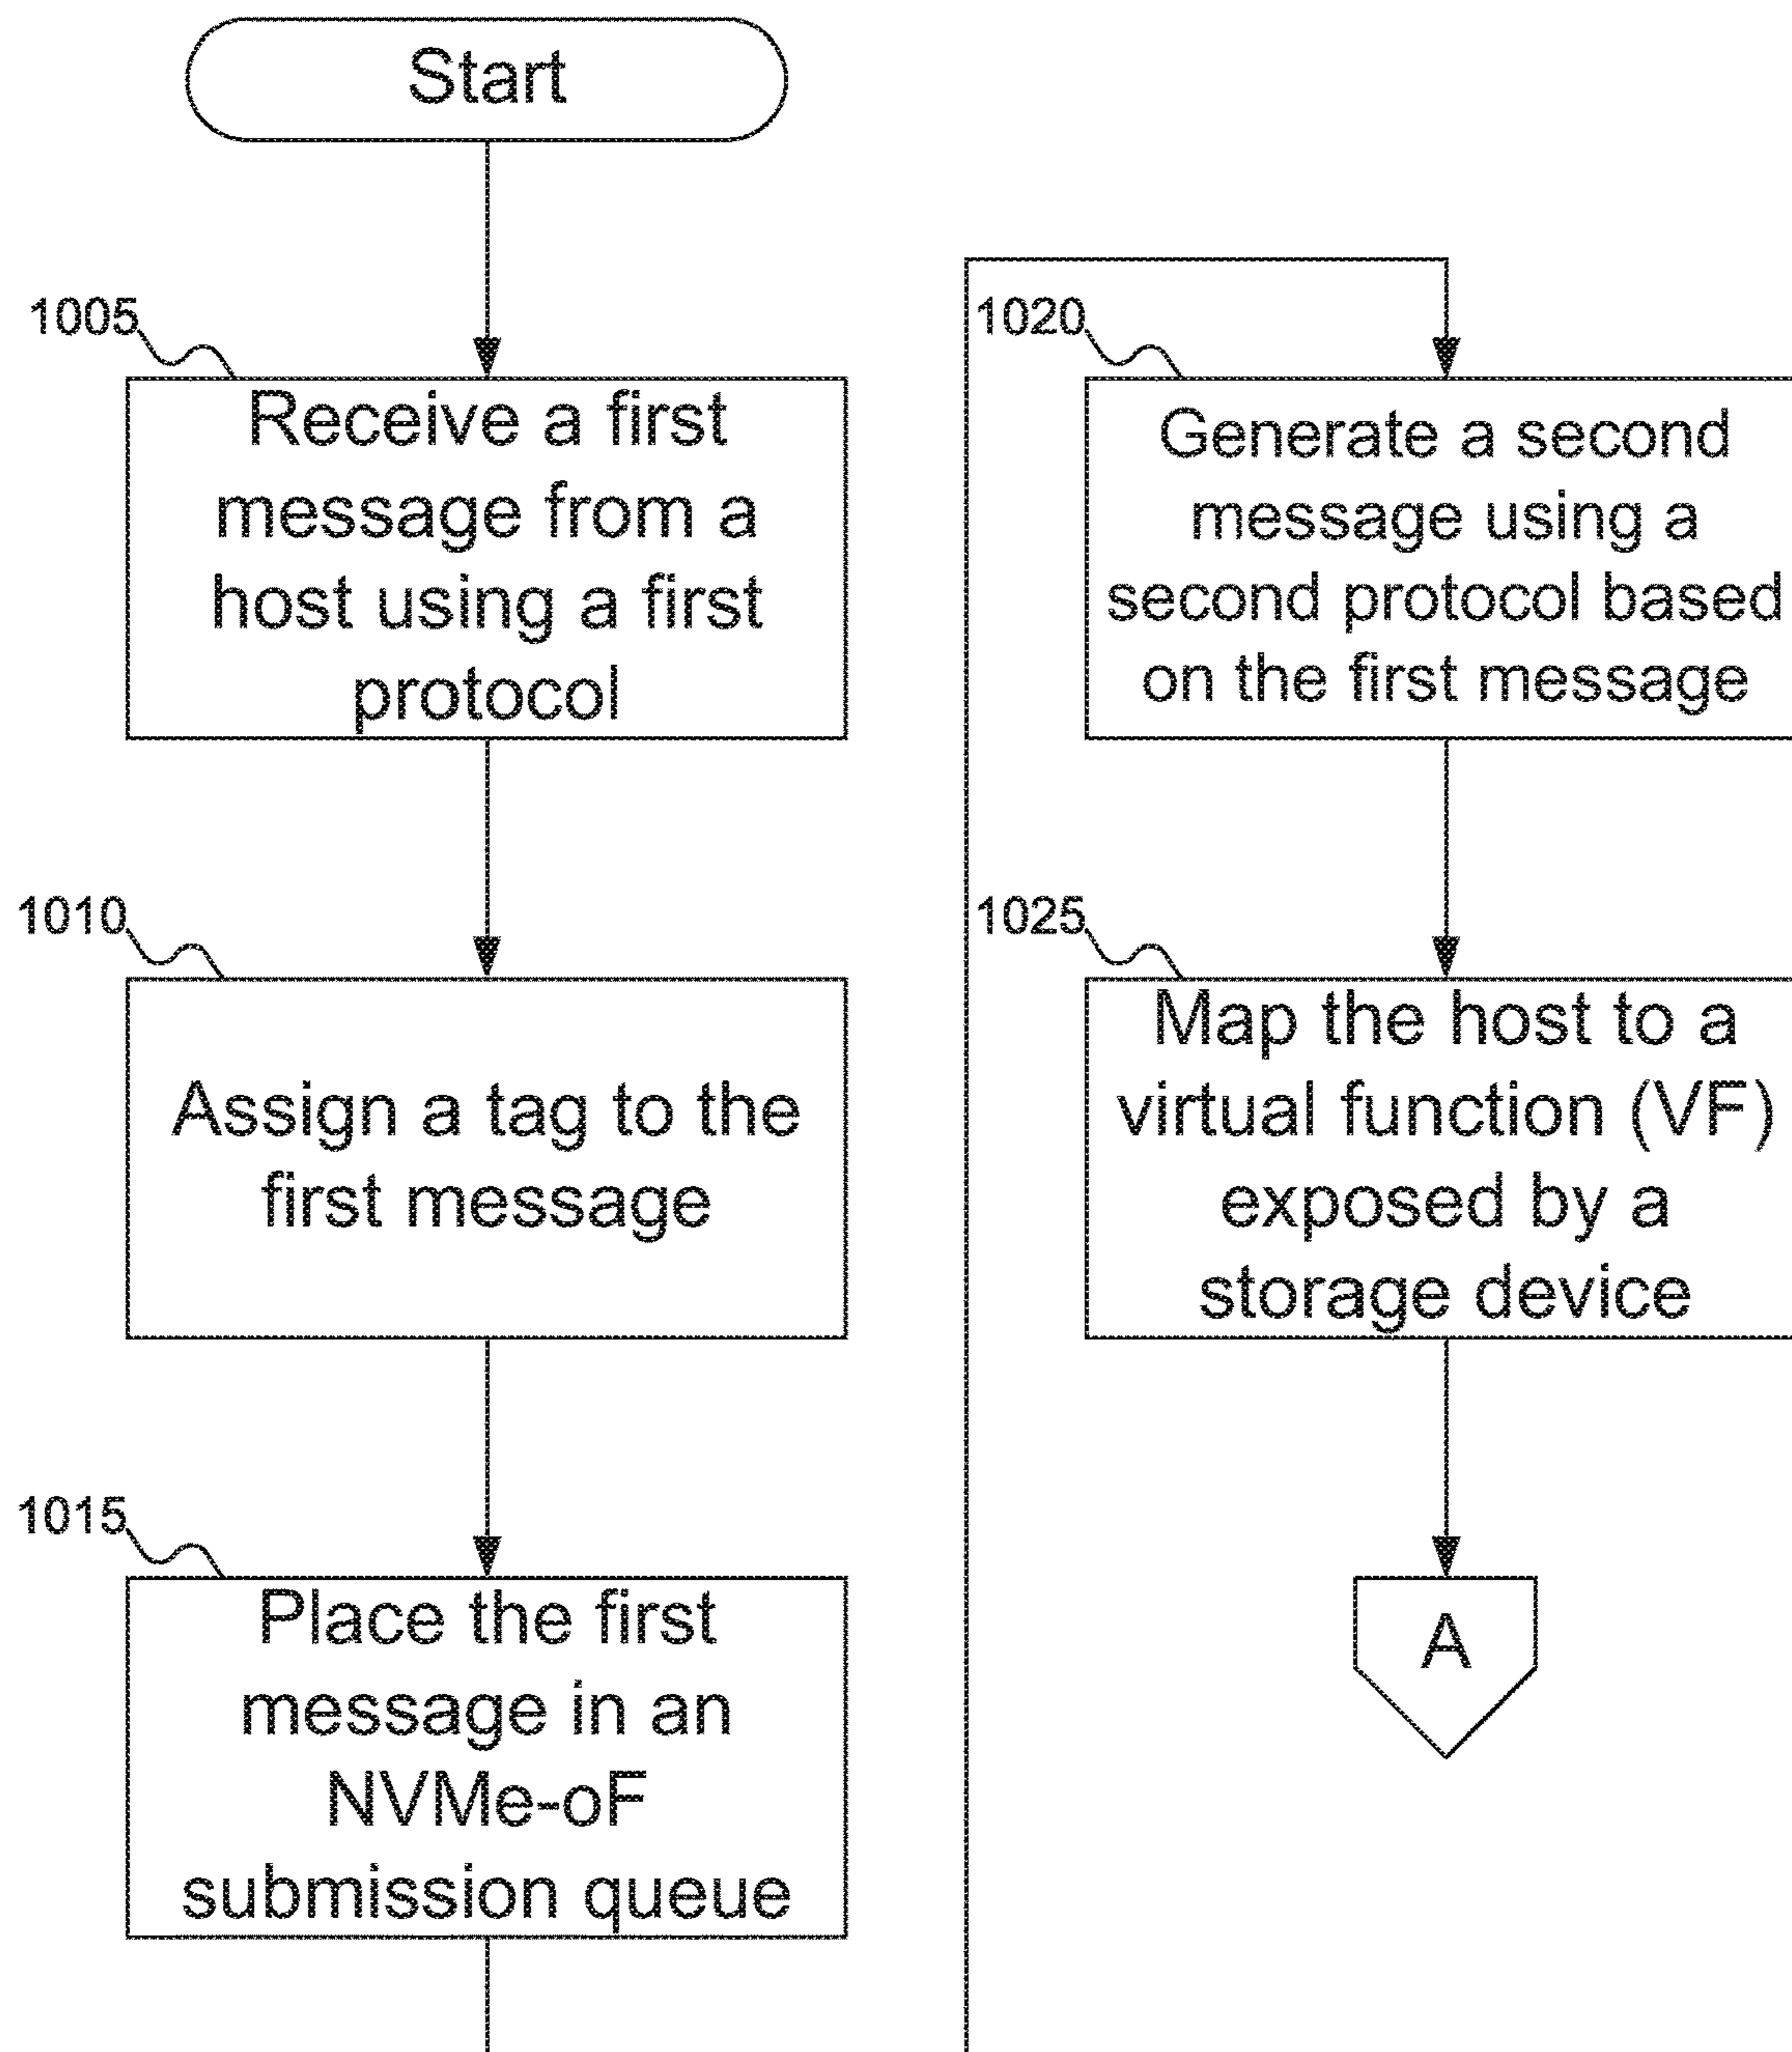 Start
1005
Receive a first
message from a
host using a first
protocol
1010
Assign a tag to the
first message
1015
Place the first
message in an
NVMe-oF
submission queue
1020
Generate a second
message using a
second protocol based
on the first message
1025
Map the host to a
virtual function (VF)
exposed by a
storage device
A